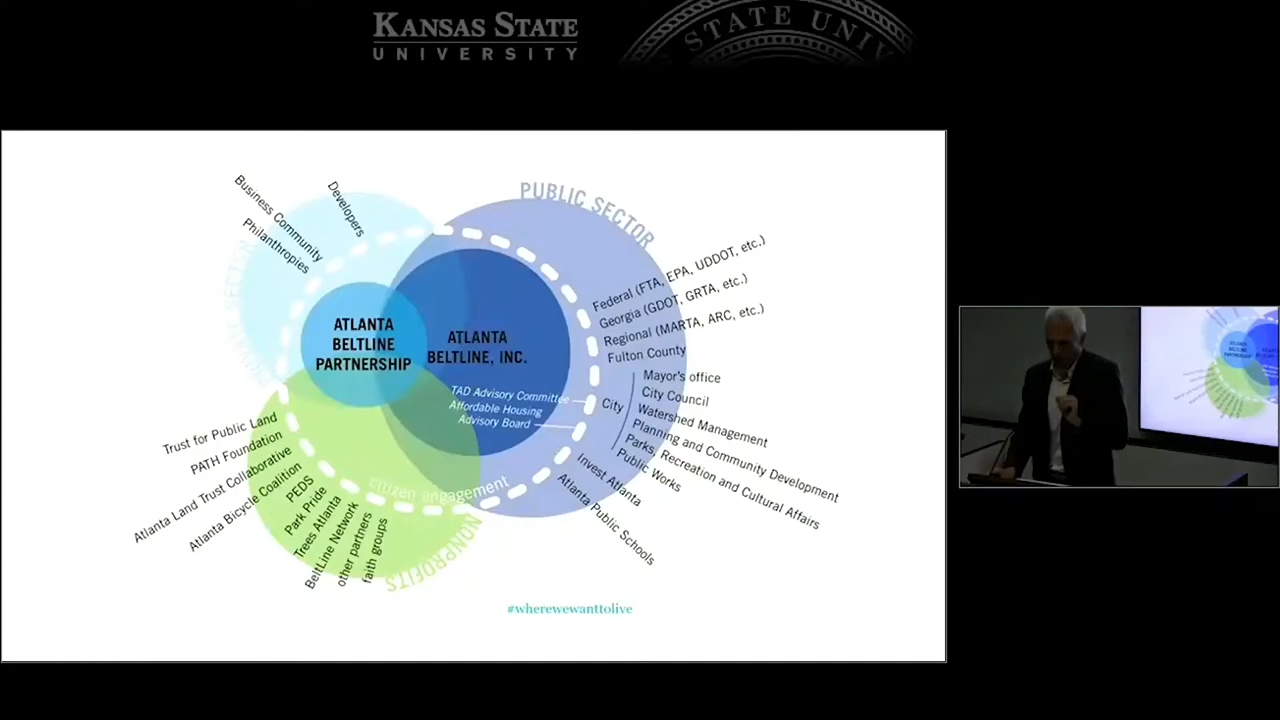 KANSAS STATE
UNIVERSITY
STATE UNIV
PUBLIC SECTOR
Developers
Business Community
Philanthropies
Federal (FTA, EPA, UDDOT, etc.)
Georgia (GDOT, GRTA, etc.)
Regional (MARTA, ARC, etc.)
Fulton County
ATLANTA
BELTLINE
PARTNERSHIP
ATLANTA
BELTLINE, INC.
TAD Advisory Committee
Affordable Housing
Advisory Board
City
Mayor's office
City Council
Watershed Management
Planning and Community Development
Parks, Recreation and Cultural Affairs
Public Works
Invest Atlanta
Atlanta Public Schools
Trust for Public Land
PATH Foundation
Atlanta Land Trust Collaborative
Atlanta Bicycle Coalition
PEDS
Park Pride
Trees Atlanta
BeltLine Network
other partners
faith groups
citizen engagement
NONPROFITS
#wherewewanttolive